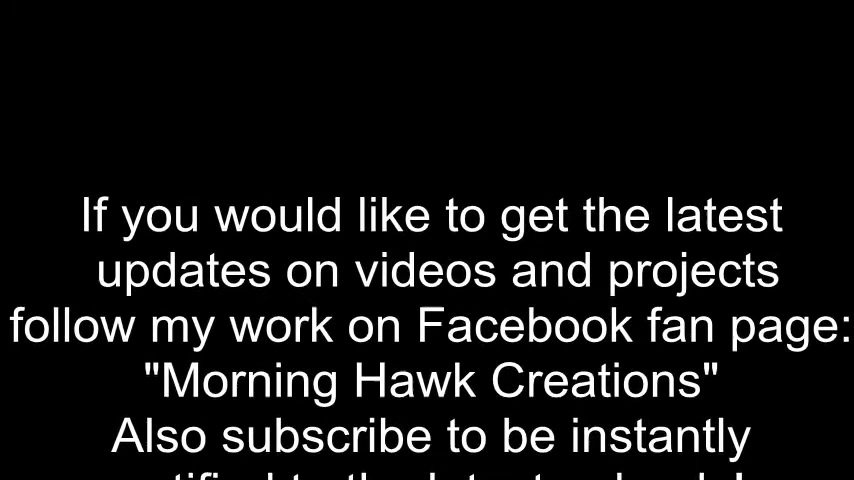 If you would like to get the latest
updates on videos and projects
follow my work on Facebook fan page:
"Morning Hawk Creations"
Also subscribe to be instantly